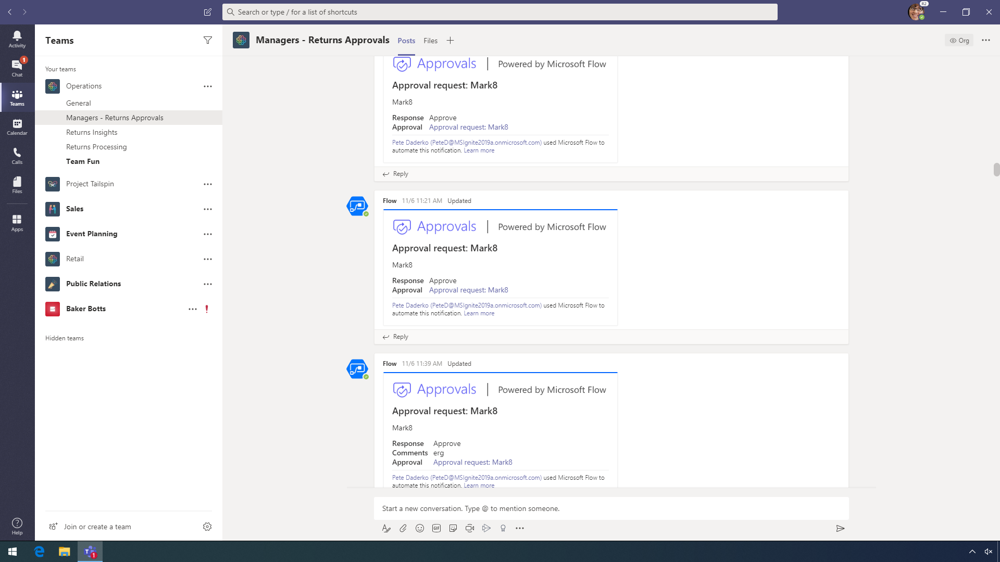 Search or type / for a list of shortcuts
R2
Activity
Chat
1
Teams
Calendar
Calls
Files
Apps
Help
Teams
Your teams
Operations
General
Managers - Returns Approvals
Returns Insights
Returns Processing
Team Fun
Project Tailspin
Sales
Event Planning
Retail
Public Relations
Baker Botts
Hidden teams
Join or create a team
Managers - Returns Approvals
Posts
Files
Org
Approvals | Powered by Microsoft Flow
Approval request: Mark8
Mark8
Response Approve
Approval Approval request: Mark8
Pete Daderko (PeteD@MSIgnite2019a.onmicrosoft.com) used Microsoft Flow to
automate this notification. Learn more
Reply
Flow 11/6 11:21 AM Updated
Approvals | Powered by Microsoft Flow
Approval request: Mark8
Mark8
Response Approve
Approval Approval request: Mark8
Pete Daderko (PeteD@MSIgnite2019a.onmicrosoft.com) used Microsoft Flow to
automate this notification. Learn more
Reply
Flow 11/6 11:39 AM Updated
Approvals | Powered by Microsoft Flow
Approval request: Mark8
Mark8
Response Approve
Comments erg
Approval Approval request: Mark8
Pete Daderko (PeteD@MSIgnite2019a.onmicrosoft.com) used Microsoft Flow to
automate this notification. Learn more
Start a new conversation. Type @ to mention someone.
GIF
T
1